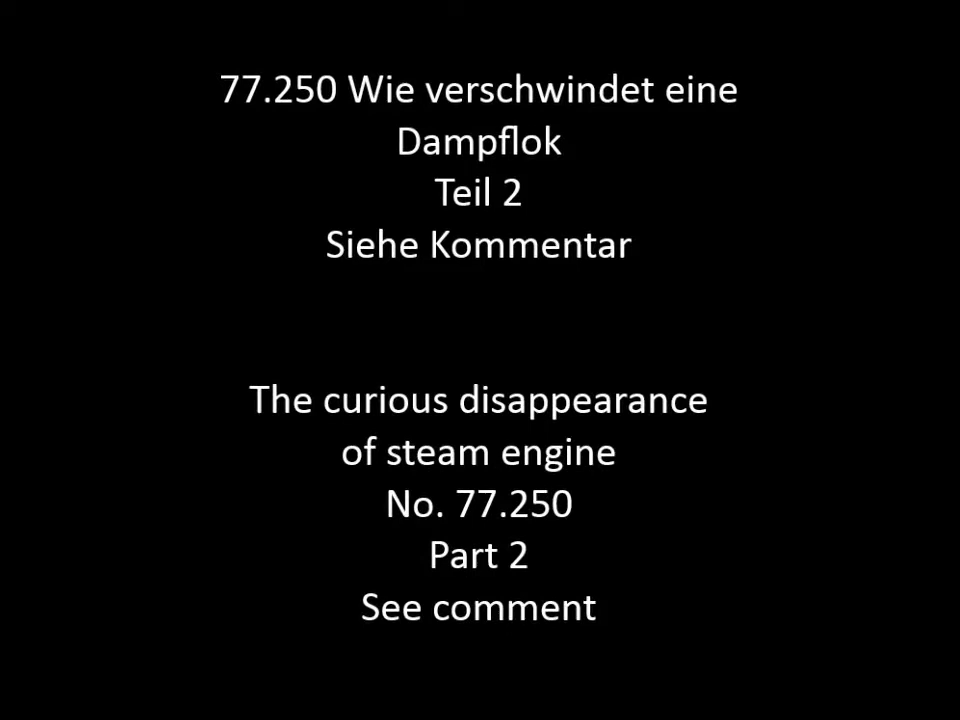 77.250 Wie verschwindet eine
Dampflok
Teil 2
Siehe Kommentar
The curious disappearance
of steam engine
No. 77.250
Part 2
See comment